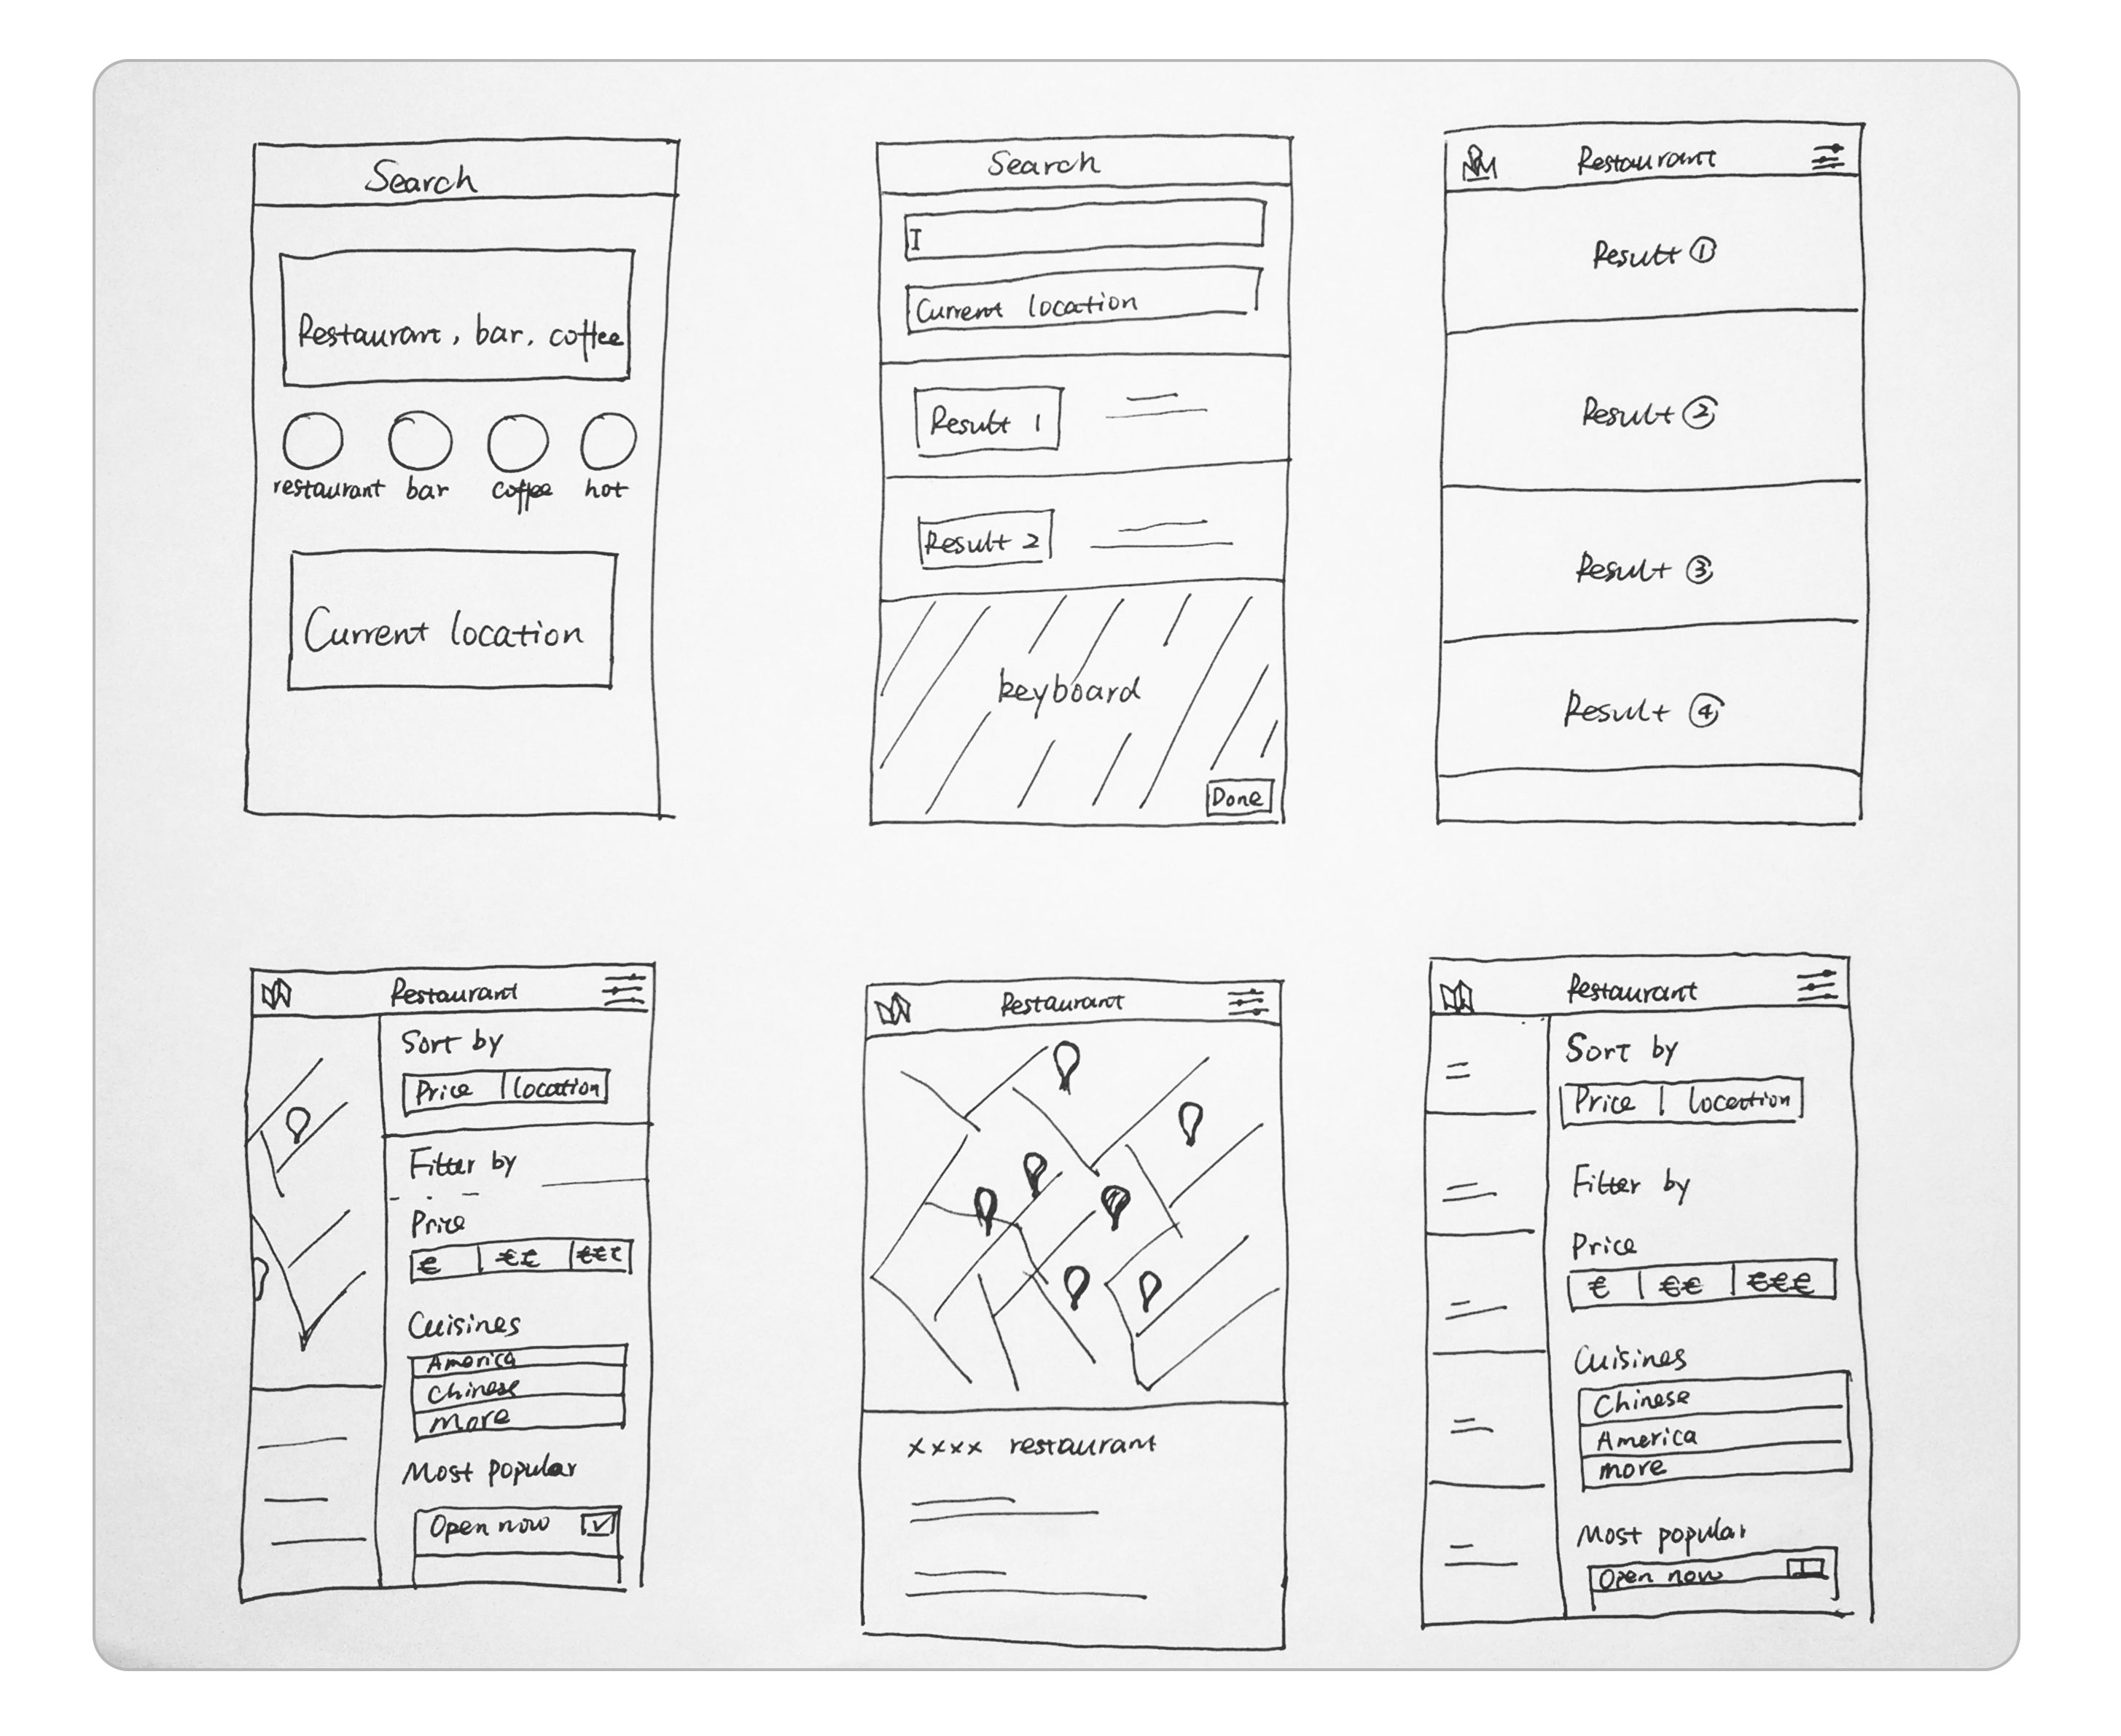 Search
Restaurant, bar, coffee
restaurant bar coffee hot
Current location
Search
Current location
Result 1
Result 2
keyboard
Done
Restaurant
Result ①
Result ②
Result ③
Result ④
Restaurant
Sort by
Price location
Filter by
Price
€ €€ €€€
Cuisines
America
Chinese
more
Most popular
Open now
Restaurant
xxxx restaurant
Restaurant
Sort by
Price location
Filter by
Price
€ €€ €€€
Cuisines
Chinese
America
more
Most popular
Open now